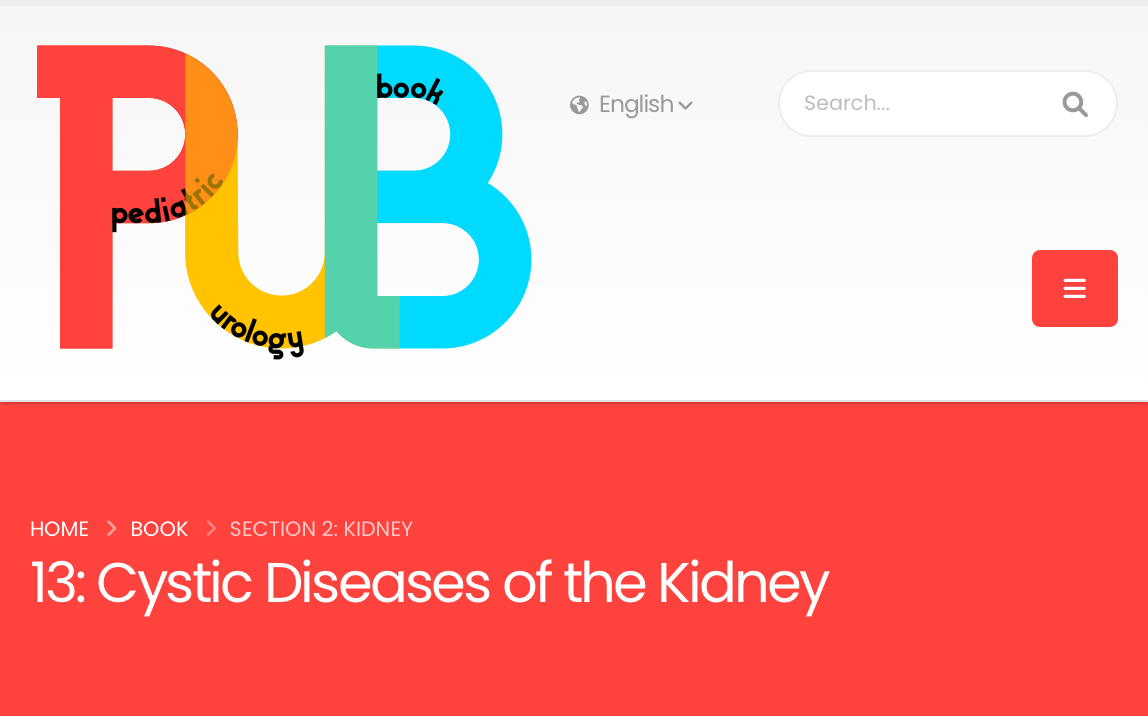 PUB
pediatric
urology
book
English
Search...
HOME BOOK SECTION 2: KIDNEY
13: Cystic Diseases of the Kidney